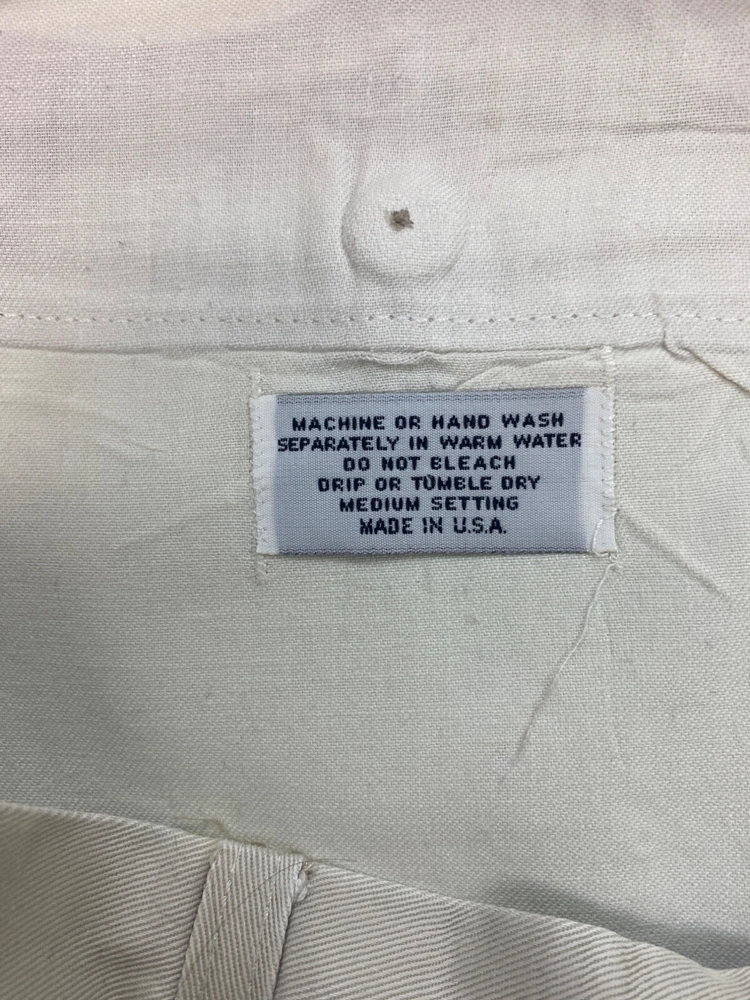 MACHINE OR HAND WASH
SEPARATELY IN WARM WATER
DO NOT BLEACH
DRIP OR TUMBLE DRY
MEDIUM SETTING
MADE IN U.S.A.